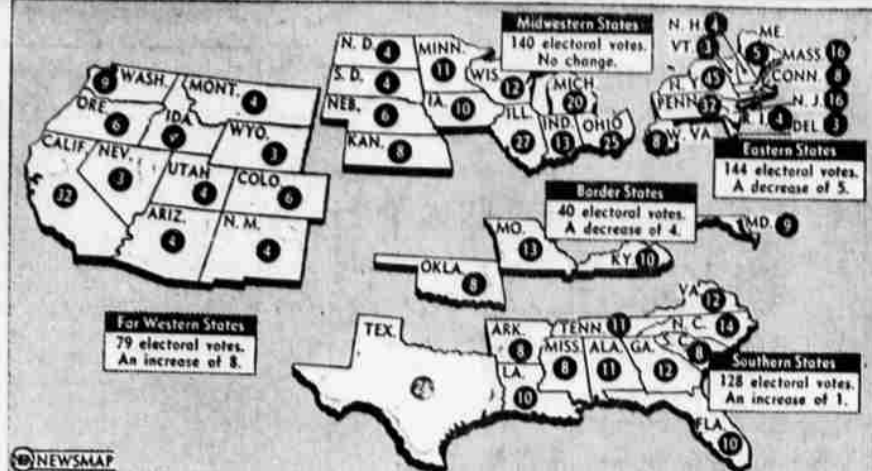 WASH.
9
ORE
6
CALIF.
32
NEV.
3
IDA
MONT.
4
WYO.
3
UTAH
4
COLO.
6
ARIZ.
4
N. M.
4
Far Western States
79 electoral votes.
An increase of 8.
N. D.
4
S. D.
4
NEB.
6
KAN.
8
MINN.
11
IA.
10
WIS
12
MICH
20
ILL.
27
IND.
13
OHIO
25
Midwestern States
140 electoral votes.
No change.
N. H
4
VT.
3
ME.
5
MASS
16
CONN.
8
N.
45
PENN.
32
N. J.
16
R I.
4
DEL
3
W. VA
8
Eastern States
144 electoral votes.
A decrease of 5.
Border States
40 electoral votes.
A decrease of 4.
MO.
13
KY
10
MD.
9
OKLA.
8
TEX.
ARK.
8
LA.
10
TENN.
11
MISS
8
ALA.
11
GA.
12
VA
12
N. C.
14
S. C.
8
FLA.
10
Southern States
128 electoral votes.
An increase of 1.
NEWSMAP